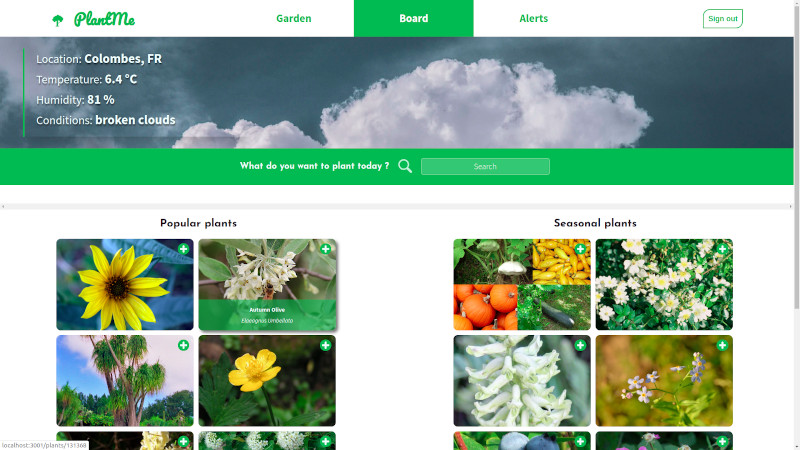 PlantMe
Garden
Board
Alerts
Sign out
Location: Colombes, FR
Temperature: 6.4 °C
Humidity: 81 %
Conditions: broken clouds
What do you want to plant today ?
Search
Popular plants
Seasonal plants
Autumn Olive
Elaeagnus Umbellata
localhost:3001/plants/131368